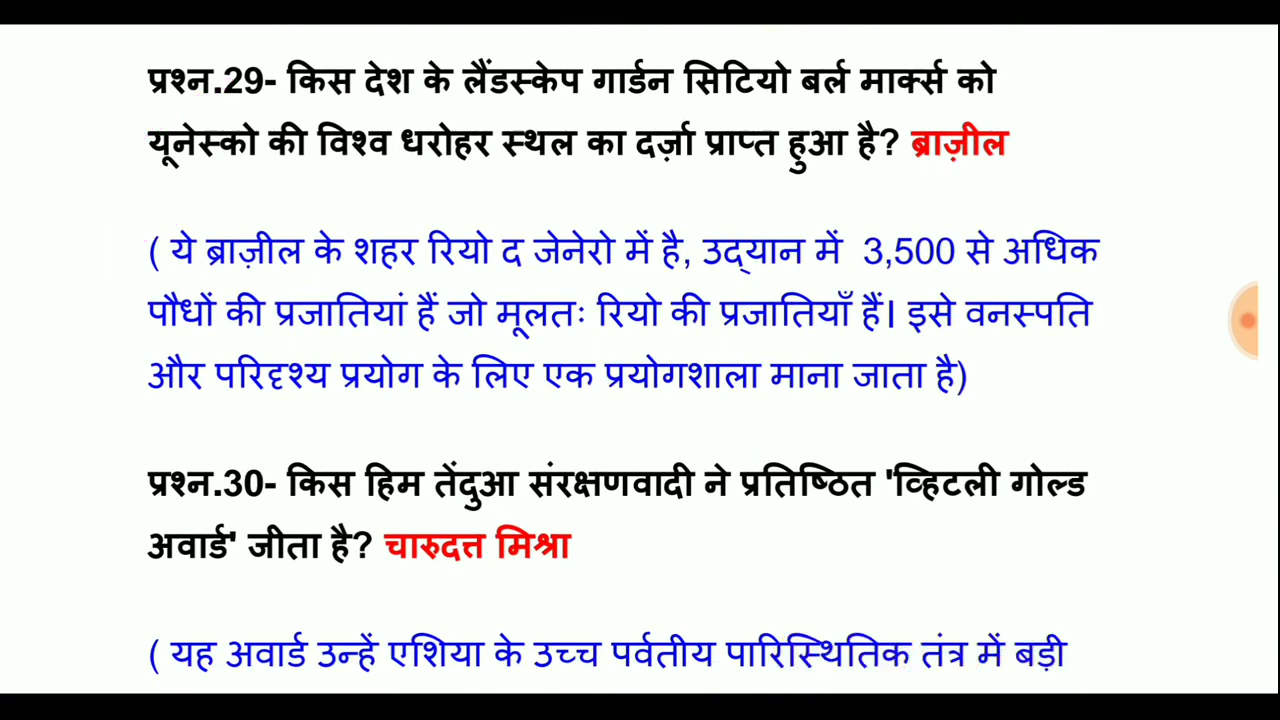 प्रश्न.29- किस देश के लैंडस्केप गार्डन सिटियो बर्ल मार्क्स को
यूनेस्को की विश्व धरोहर स्थल का दर्ज़ा प्राप्त हुआ है? ब्राज़ील
( ये ब्राज़ील के शहर रियो द जेनेरो में है, उद्यान में 3,500 से अधिक
पौधों की प्रजातियां हैं जो मूलतः रियो की प्रजातियाँ हैं। इसे वनस्पति
और परिदृश्य प्रयोग के लिए एक प्रयोगशाला माना जाता है)
प्रश्न.30- किस हिम तेंदुआ संरक्षणवादी ने प्रतिष्ठित 'व्हिटली गोल्ड
अवार्ड' जीता है? चारुदत्त मिश्रा
( यह अवार्ड उन्हें एशिया के उच्च पर्वतीय पारिस्थितिक तंत्र में बड़ी